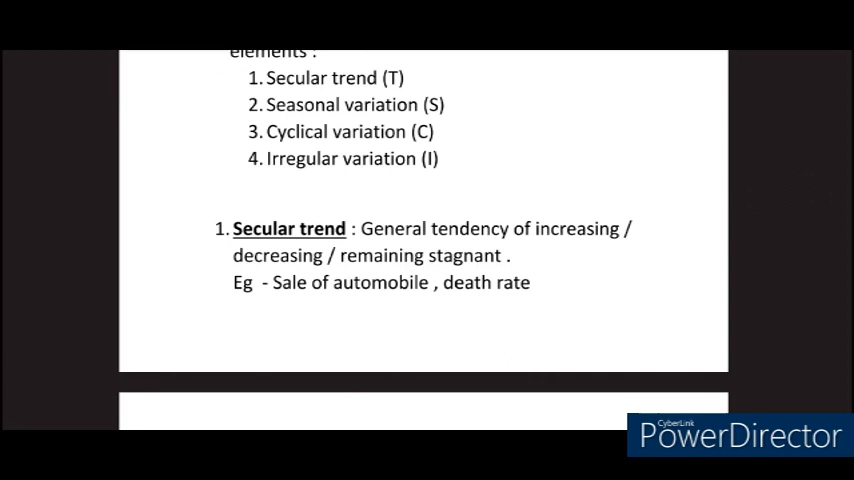 elements :
1. Secular trend (T)
2. Seasonal variation (S)
3. Cyclical variation (C)
4. Irregular variation (I)
1. Secular trend : General tendency of increasing /
decreasing / remaining stagnant .
Eg - Sale of automobile , death rate
CyberLink
PowerDirector